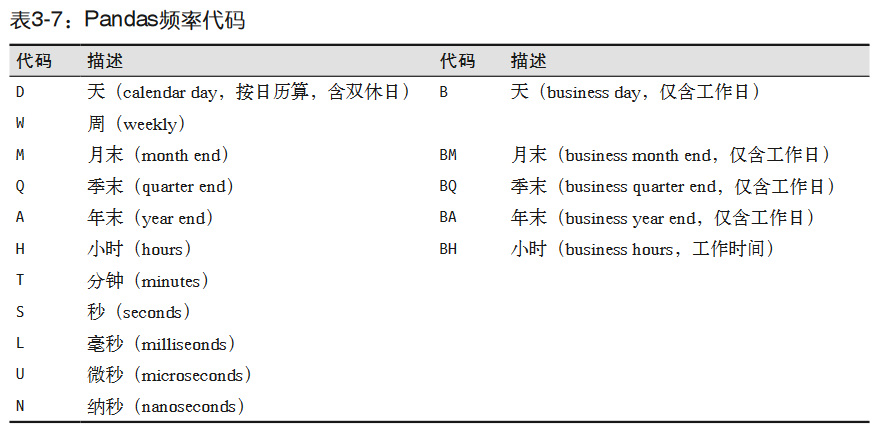 表3-7：Pandas频率代码
代码 描述 代码 描述
D 天（calendar day，按日历算，含双休日） B 天（business day，仅含工作日）
W 周（weekly）
M 月末（month end） BM 月末（business month end，仅含工作日）
Q 季末（quarter end） BQ 季末（business quarter end，仅含工作日）
A 年末（year end） BA 年末（business year end，仅含工作日）
H 小时（hours） BH 小时（business hours，工作时间）
T 分钟（minutes）
S 秒（seconds）
L 毫秒（milliseonds）
U 微秒（microseconds）
N 纳秒（nanoseconds）